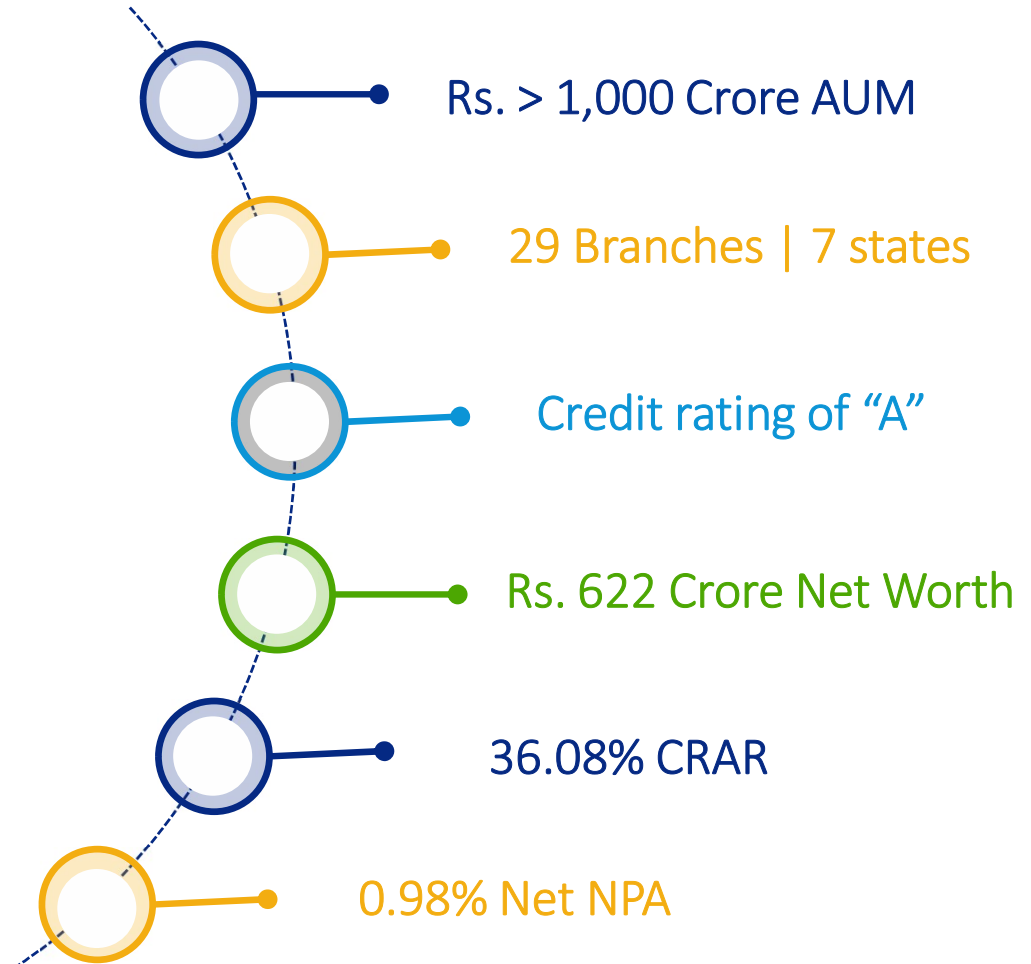 Rs. > 1,000 Crore AUM
29 Branches | 7 states
Credit rating of “A”
Rs. 622 Crore Net Worth
36.08% CRAR
0.98% Net NPA